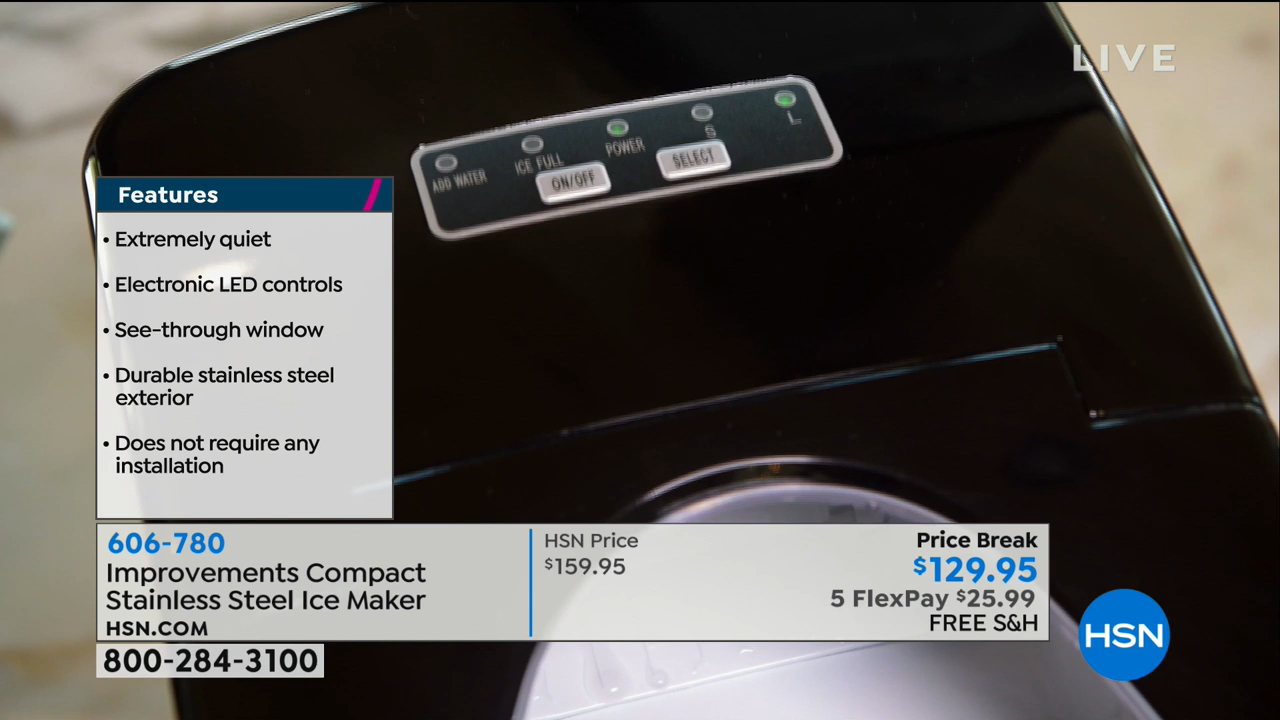 LIVE
ADD WATER
ICE FULL
POWER
S
L
ON/OFF
SELECT
Features
• Extremely quiet
• Electronic LED controls
• See-through window
• Durable stainless steel
exterior
• Does not require any
installation
606-780
Improvements Compact
Stainless Steel Ice Maker
HSN.COM
800-284-3100
HSN Price
$159.95
Price Break
$129.95
5 FlexPay $25.99
FREE S&H
HSN